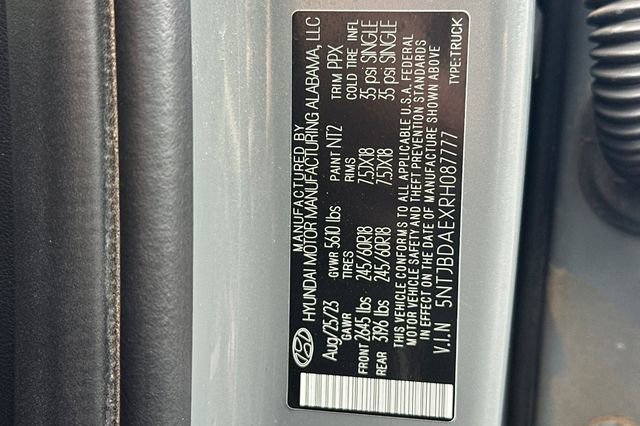 MANUFACTURED BY
HYUNDAI MOTOR MANUFACTURING ALABAMA, LLC
Aug/25/23 GVWR 5610 lbs PAINT NT2 TRIM PPX
GAWR TIRES RIMS COLD TIRE INFL
FRONT 2645 lbs 245/60R18 7.5JX18 35 psi SINGLE
REAR 3196 lbs 245/60R18 7.5JX18 35 psi SINGLE
THIS VEHICLE CONFORMS TO ALL APPLICABLE U.S.A. FEDERAL
MOTOR VEHICLE SAFETY AND THEFT PREVENTION STANDARDS
IN EFFECT ON THE DATE OF MANUFACTURE SHOWN ABOVE
V.I.N 5NTJBDAEXRH087777 TYPE:TRUCK